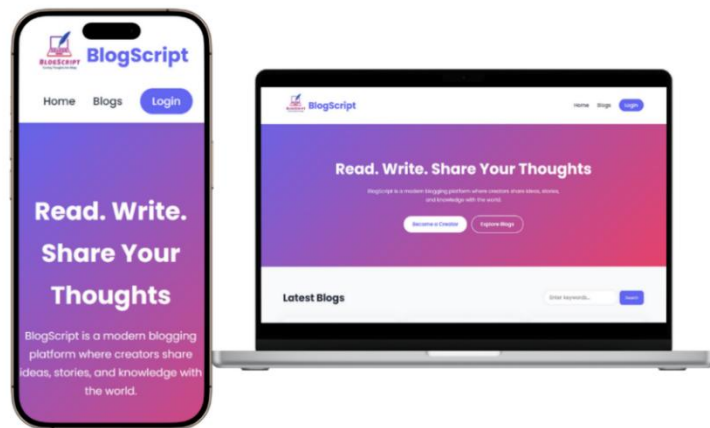 BLOGSCRIPT
BlogScript
Home Blogs Login
Read. Write.
Share Your
Thoughts
BlogScript is a modern blogging
platform where creators share
ideas, stories, and knowledge with
the world.
BlogScript
Home Blogs Login
Read. Write. Share Your Thoughts
BlogScript is a modern blogging platform where creators share ideas, stories,
and knowledge with the world.
Become a Creator Explore Blogs
Latest Blogs
Enter keywords... Search